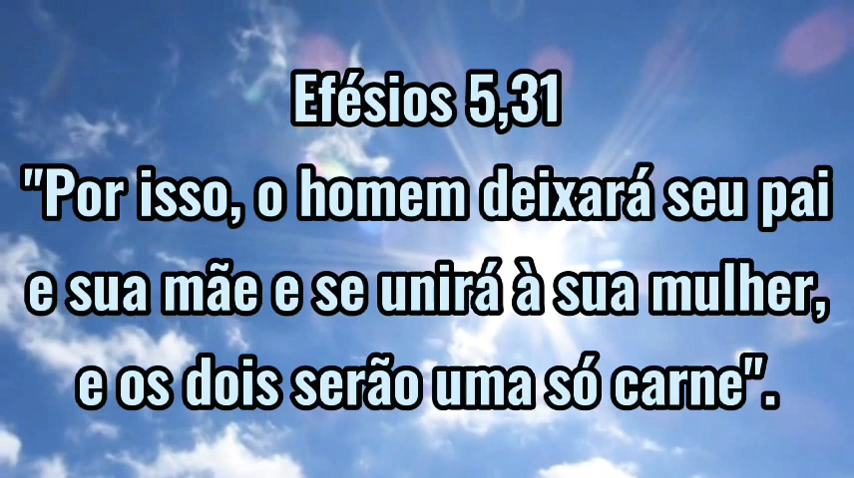 Efésios 5,31
"Por isso, o homem deixará seu pai
e sua mãe e se unirá à sua mulher,
e os dois serão uma só carne".